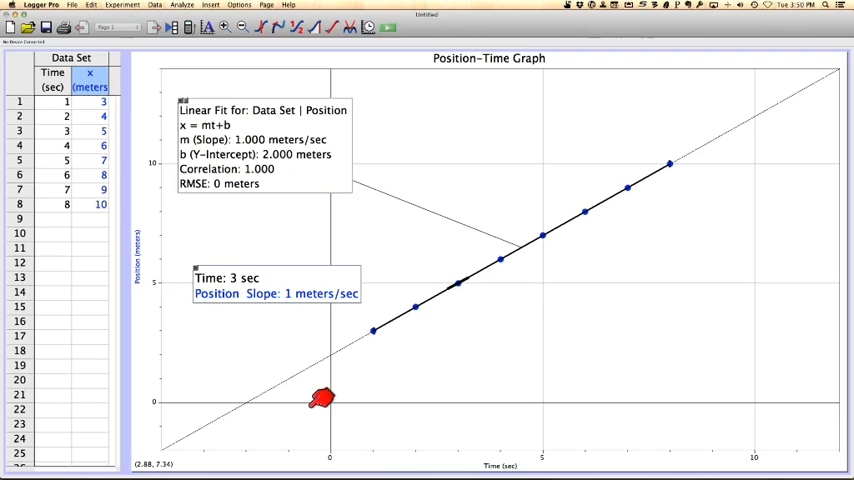 Logger Pro File Edit Experiment Data Analyze Insert Options Page Help Tue 3:50 PM
Untitled
Page 1
No Device Connected
Data Set
Time x
(sec) (meters
1 1 3
2 2 4
3 3 5
4 4 6
5 5 7
6 6 8
7 7 9
8 8 10
9
10
11
12
13
14
15
16
17
18
19
20
21
22
23
24
25
Position-Time Graph
Linear Fit for: Data Set | Position
x = mt+b
m (Slope): 1.000 meters/sec
b (Y-Intercept): 2.000 meters
Correlation: 1.000
RMSE: 0 meters
Time: 3 sec
Position Slope: 1 meters/sec
Position (meters)
10
5
0
0 5 10
Time (sec)
(2.88, 7.34)